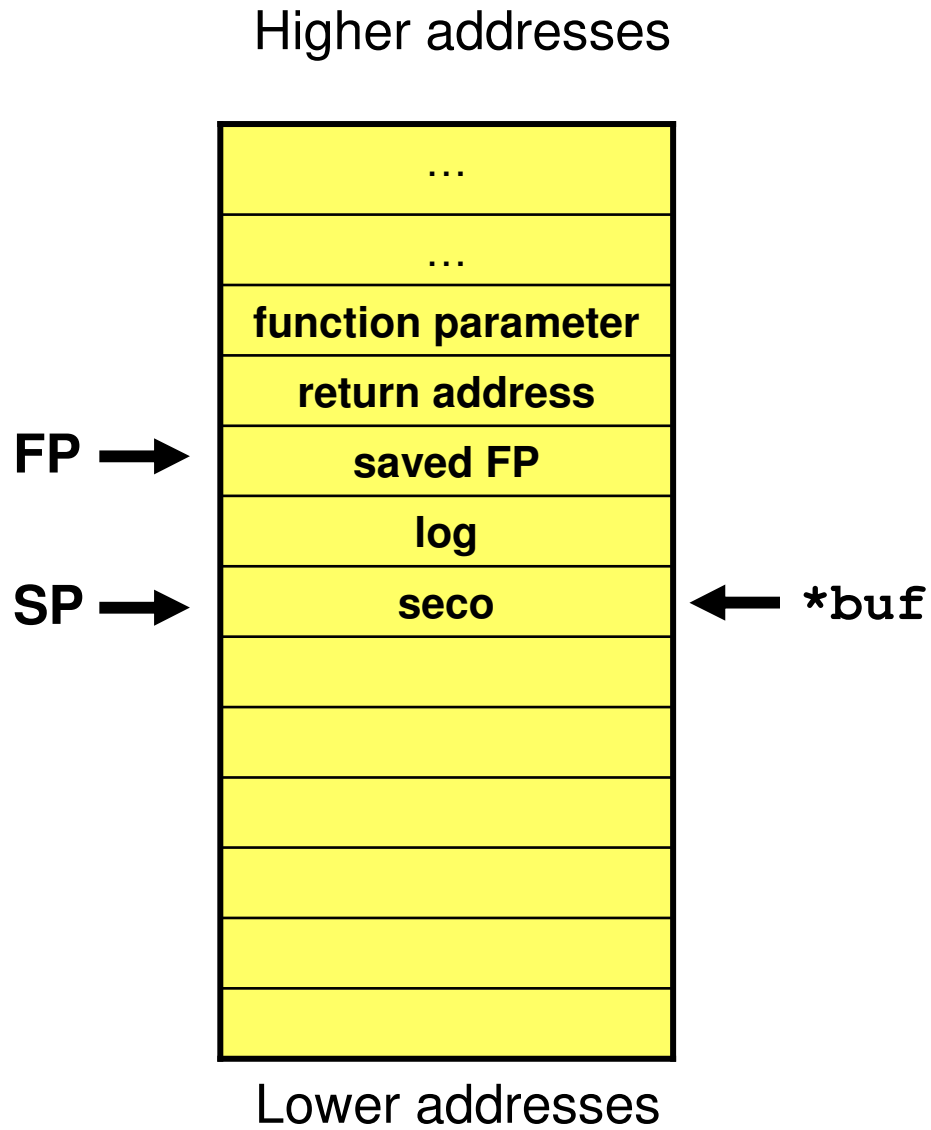 Higher addresses
...
...
function parameter
return address
FP
saved FP
log
SP
seco
*buf
Lower addresses